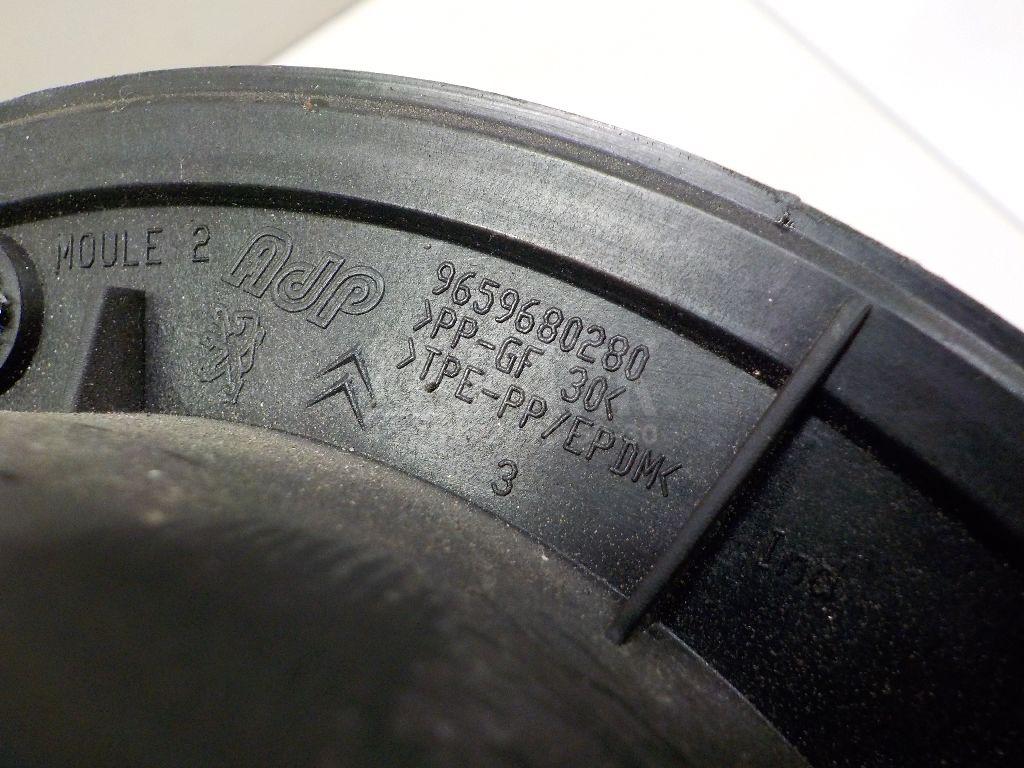 MOULE 2
AdP
9659680280
>PP-GF 30<
>TPE-PP/EPDM<
3